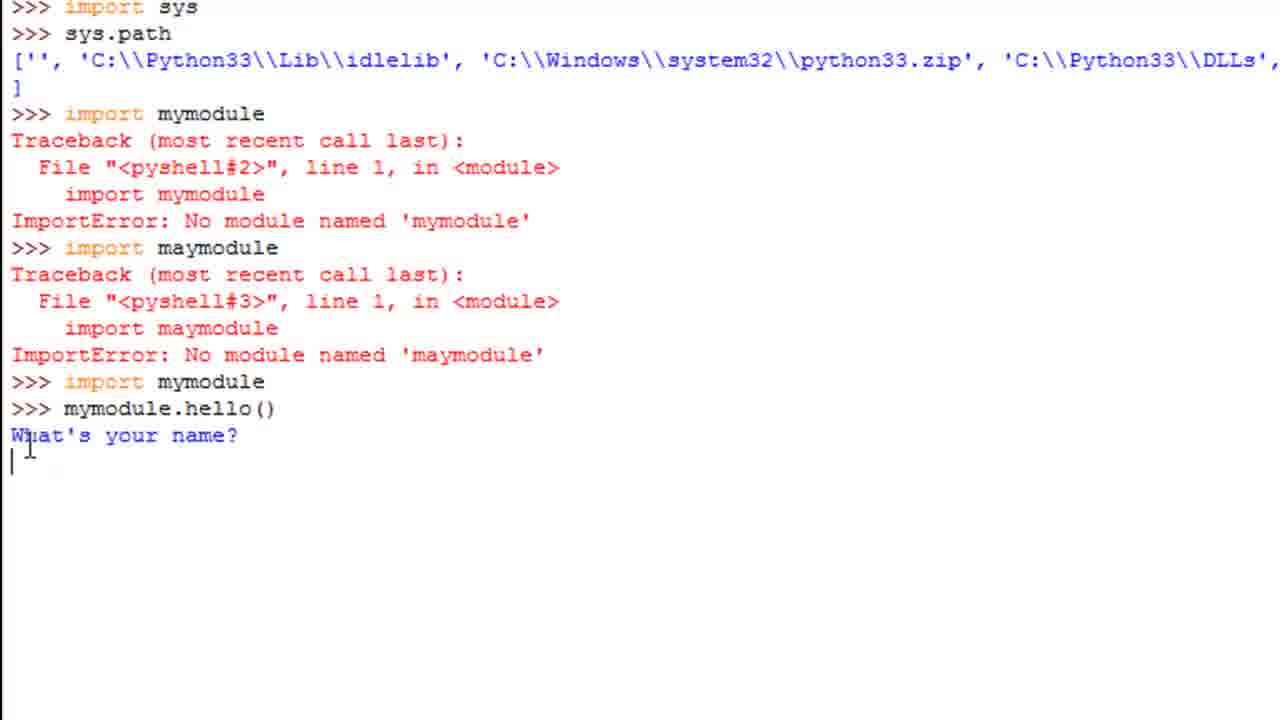 >>> import sys
>>> sys.path
['', 'C:\\Python33\\Lib\\idlelib', 'C:\\Windows\\system32\\python33.zip', 'C:\\Python33\\DLLs',
]
>>> import mymodule
Traceback (most recent call last):
  File "<pyshell#2>", line 1, in <module>
    import mymodule
ImportError: No module named 'mymodule'
>>> import maymodule
Traceback (most recent call last):
  File "<pyshell#3>", line 1, in <module>
    import maymodule
ImportError: No module named 'maymodule'
>>> import mymodule
>>> mymodule.hello()
What's your name?